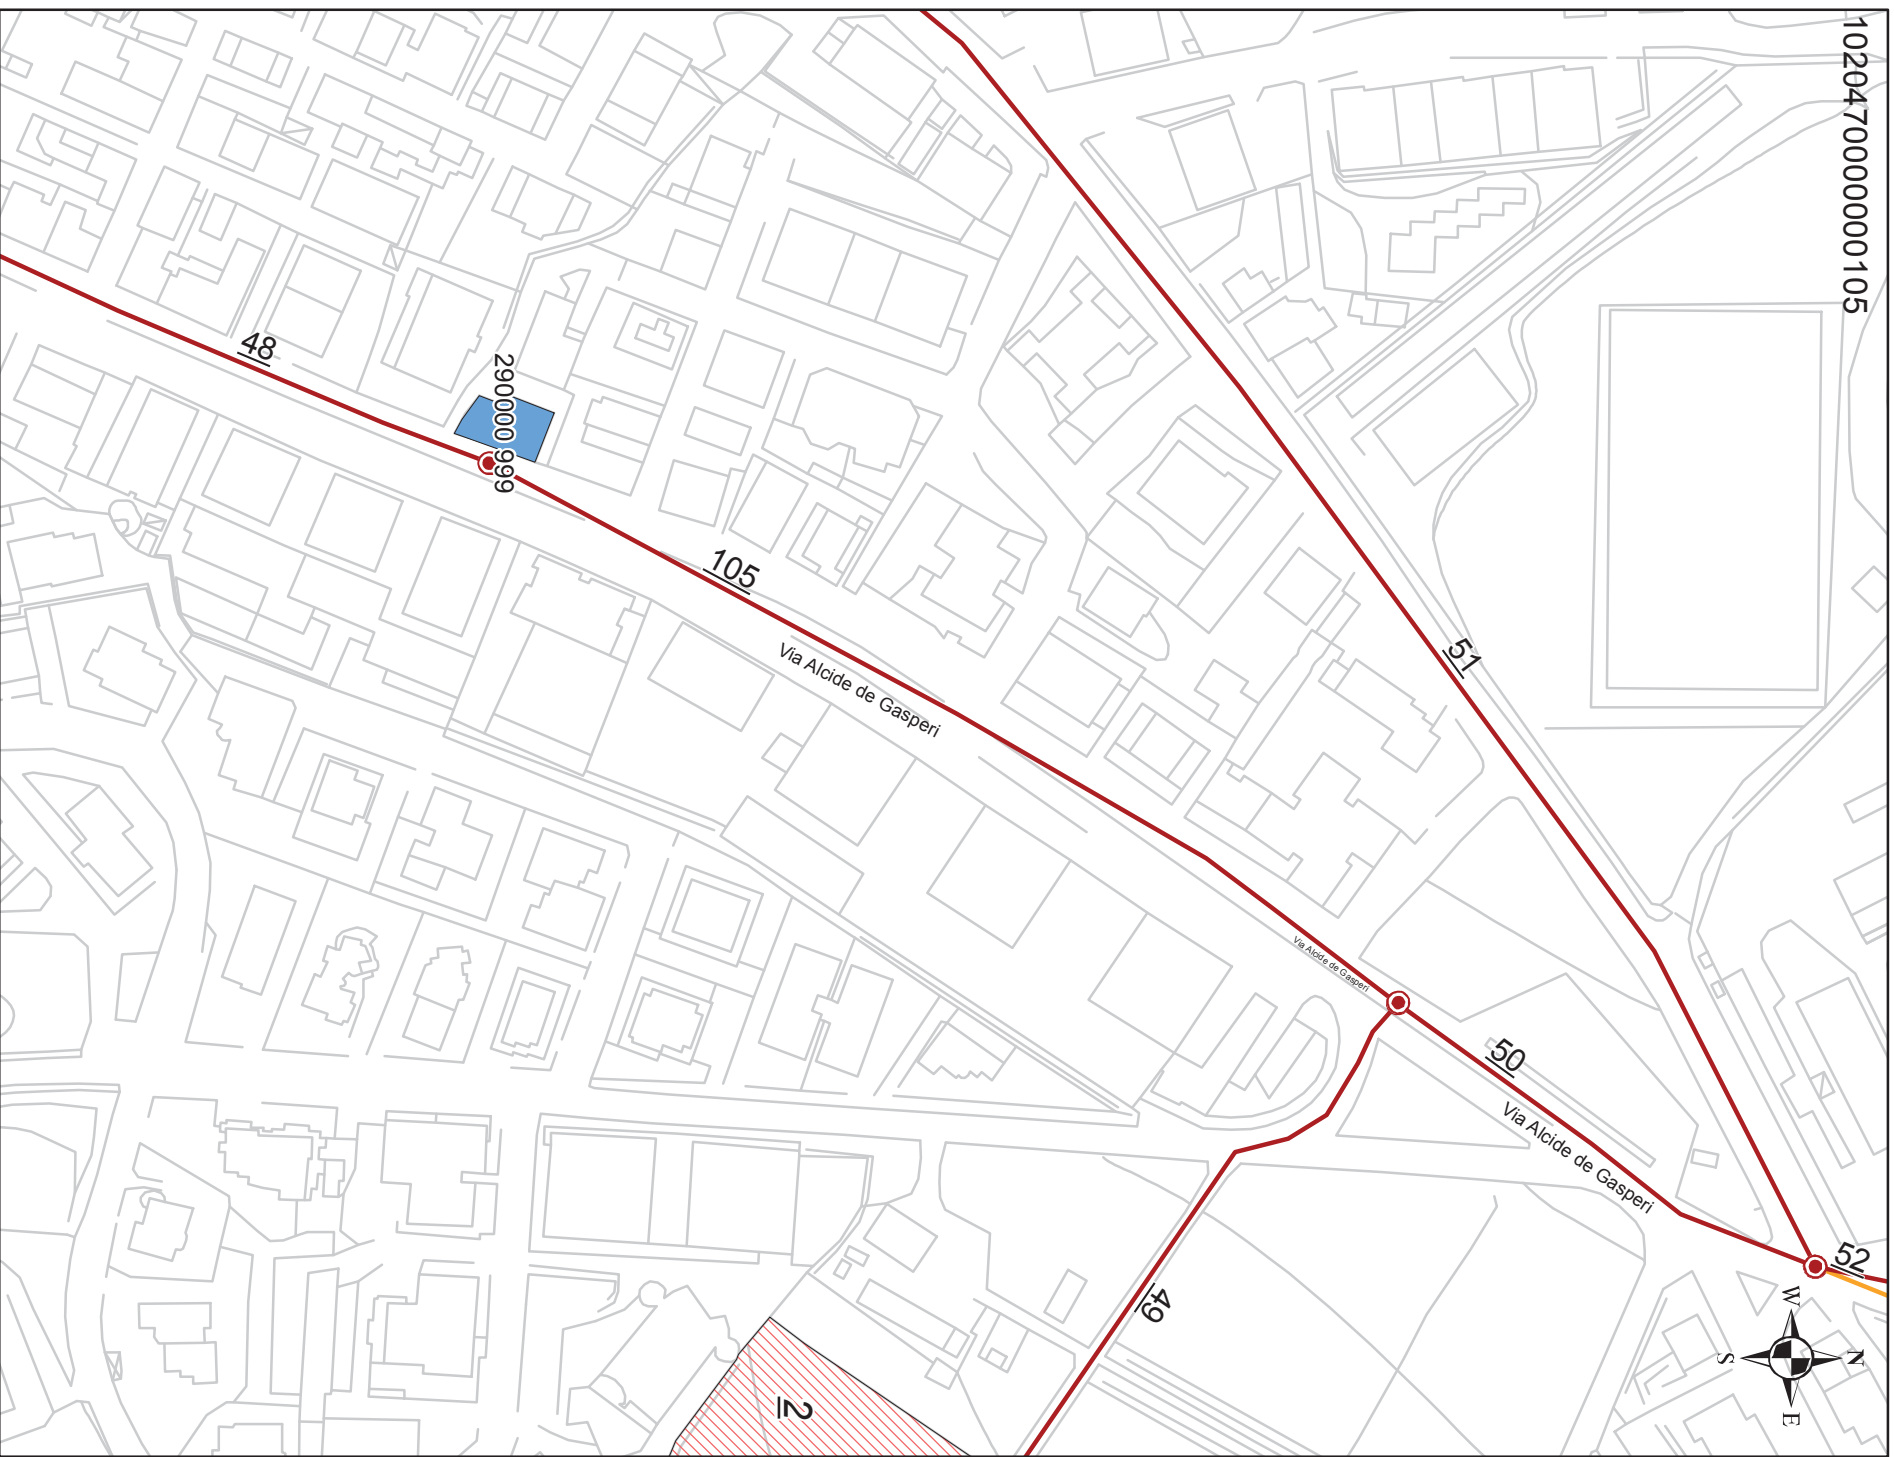 10204700000000105
48
290000 999
105
Via Alcide de Gasperi
51
Via Alcide de Gasperi
50
Via Alcide de Gasperi
52
49
2
W
N
S
E